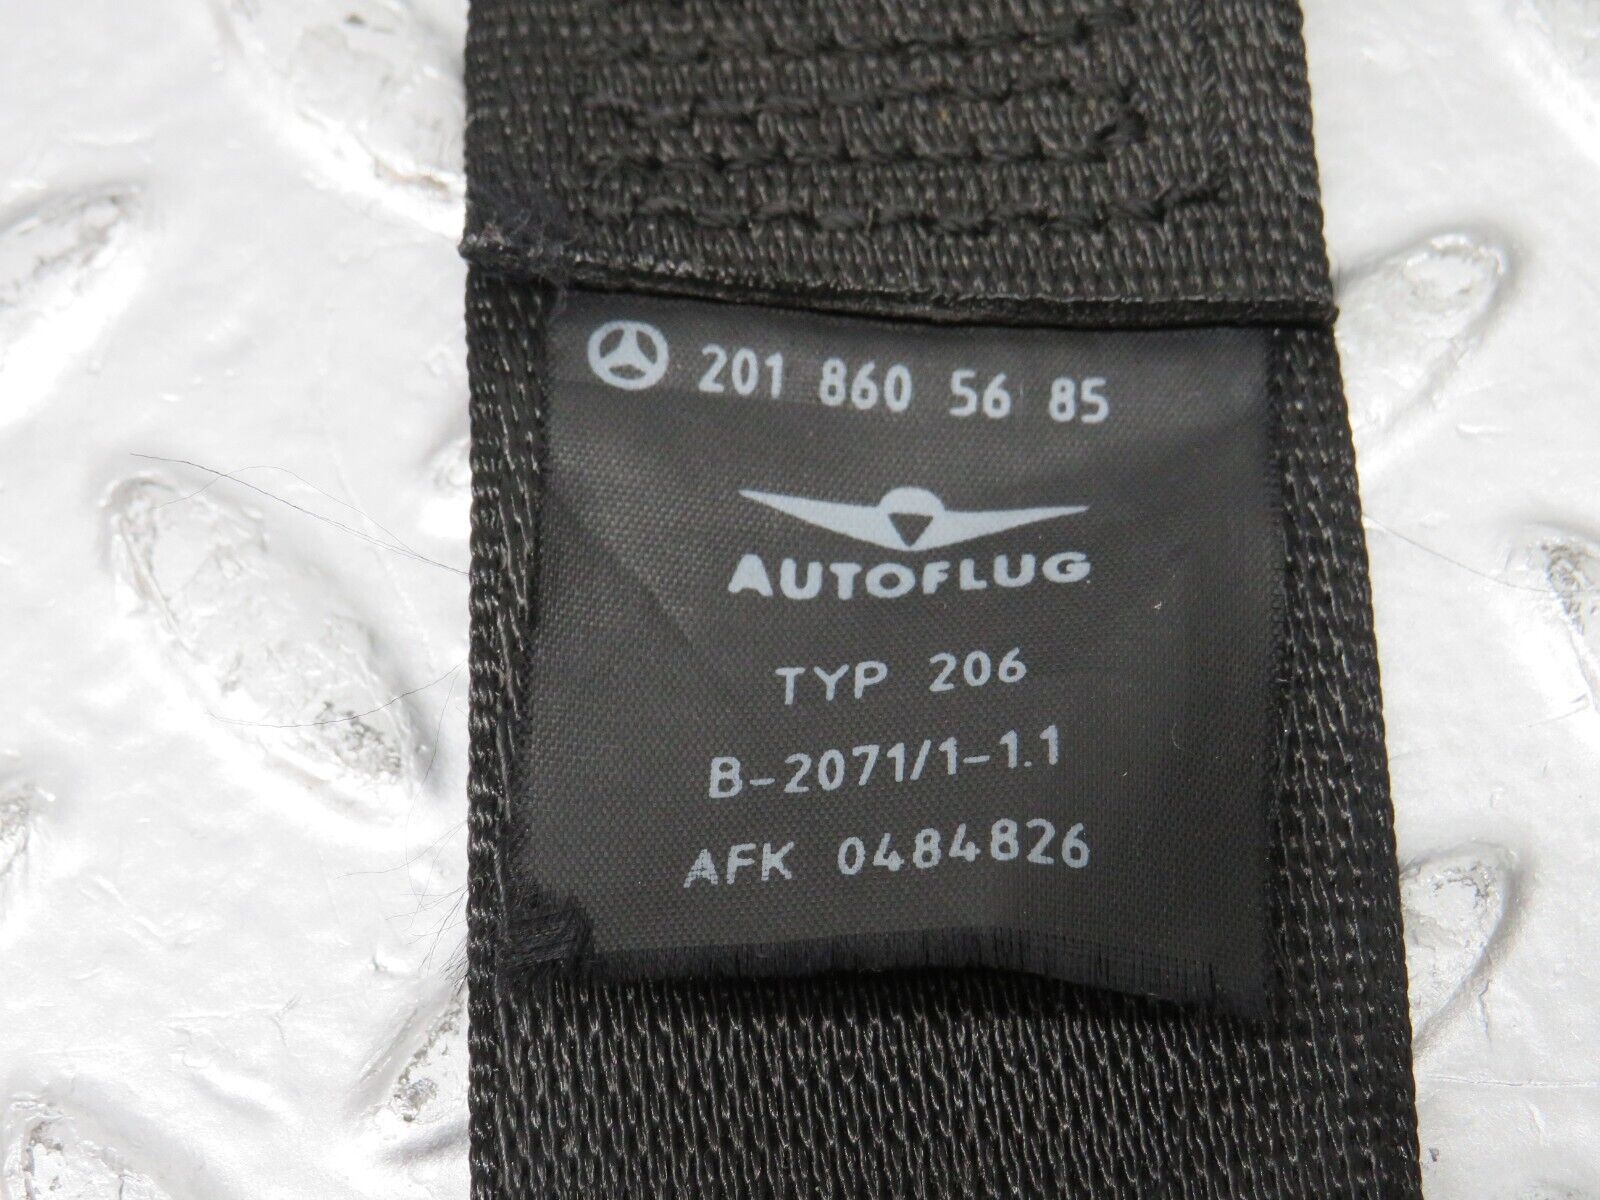 201 860 56 85
AUTOFLUG
TYP 206
B-2071/1-1.1
AFK 0484826